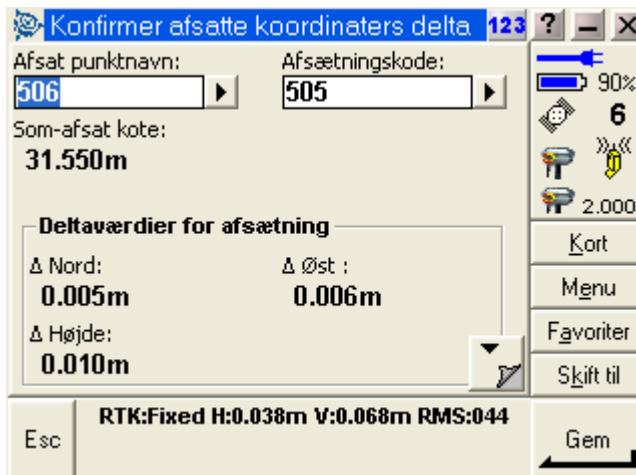 Konfirmer afsatte koordinaters delta 123 ?
Afsat punktnavn: Afsætningskode:
506 505
Som-afsat kote:
31.550m
Deltaværdier for afsætning
Δ Nord: Δ Øst :
0.005m 0.006m
Δ Højde:
0.010m
90%
6
2.000
Kort
Menu
Favoriter
Skift til
Esc
RTK:Fixed H:0.038m V:0.068m RMS:044
Gem